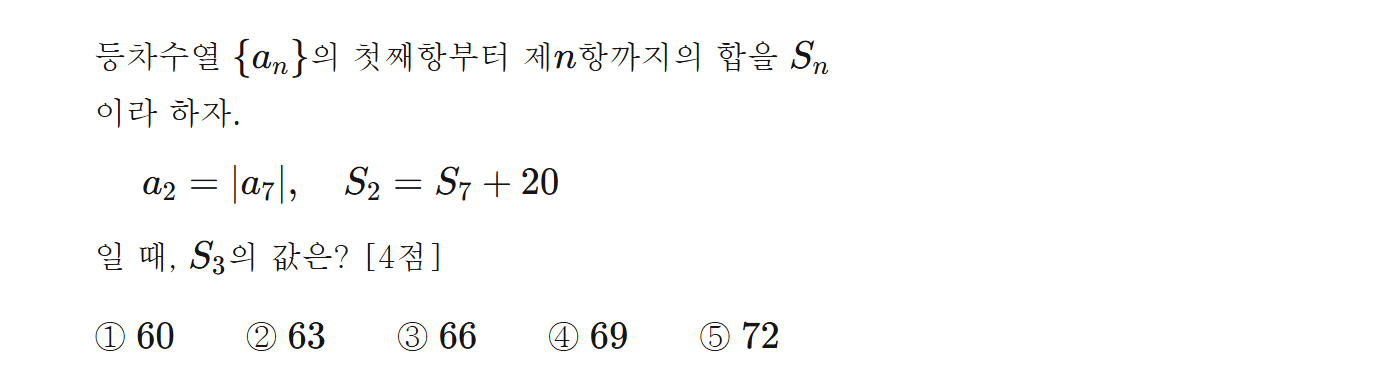 등차수열 {aₙ}의 첫째항부터 제n항까지의 합을 Sₙ
이라 하자.
a₂ = |a₇|, S₂ = S₇ + 20
일 때, S₃의 값은? [4점]
① 60 ② 63 ③ 66 ④ 69 ⑤ 72